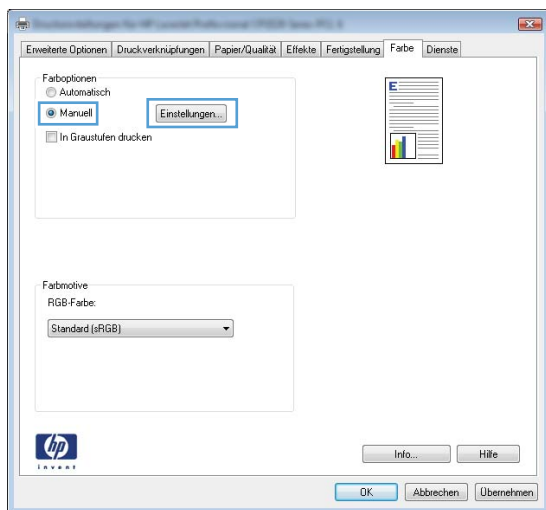 Erweiterte Optionen Druckverknüpfungen Papier/Qualität Effekte Fertigstellung Farbe Dienste
Farboptionen
Automatisch
Manuell Einstellungen...
In Graustufen drucken
E
Farbmotive
RGB-Farbe:
Standard (sRGB)
hp
invent
Info... Hilfe
OK Abbrechen Übernehmen